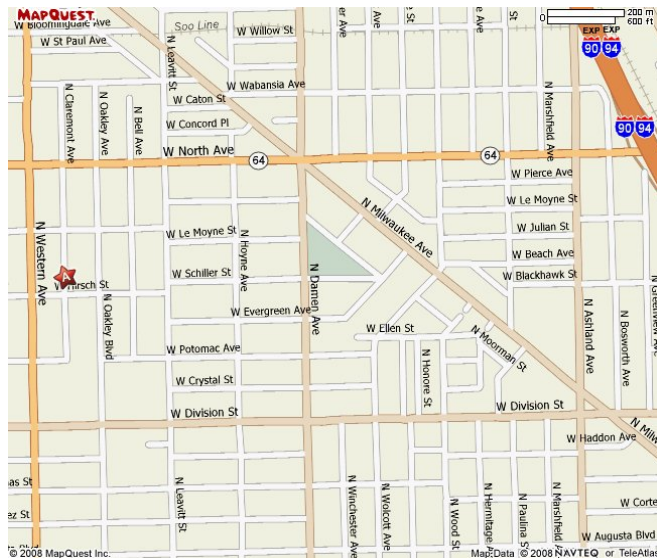 MAPQUEST
W Bloomingdale Ave
Soo Line
W Willow St
200 m
0
600 ft
W St Paul Ave
EXP EXP
90 94
N Leavitt St
W Wabansia Ave
N Claremont Ave
N Oakley Ave
N Bell Ave
W Caton St
N Marshfield Ave
W Concord Pl
90 94
W North Ave
64
64
W Pierce Ave
N Milwaukee Ave
W Le Moyne St
N Western Ave
W Le Moyne St
N Hoyne Ave
W Julian St
W Beach Ave
A
W Hirsch St
W Schiller St
N Damen Ave
W Blackhawk St
N Oakley Blvd
W Evergreen Ave
N Ashland Ave
N Bosworth Ave
N Greenview Ave
W Ellen St
N Moorman St
W Potomac Ave
N Honore St
W Crystal St
W Division St
W Division St
N Milw
W Haddon Ave
as St
N Leavitt St
N Winchester Ave
N Wolcott Ave
N Wood St
N Hermitage
N Paulina St
N Marshfield
W Corte
ez St
W Augusta Blvd
© 2008 MapQuest Inc.
Map Data © 2008 NAVTEQ or TeleAtlas